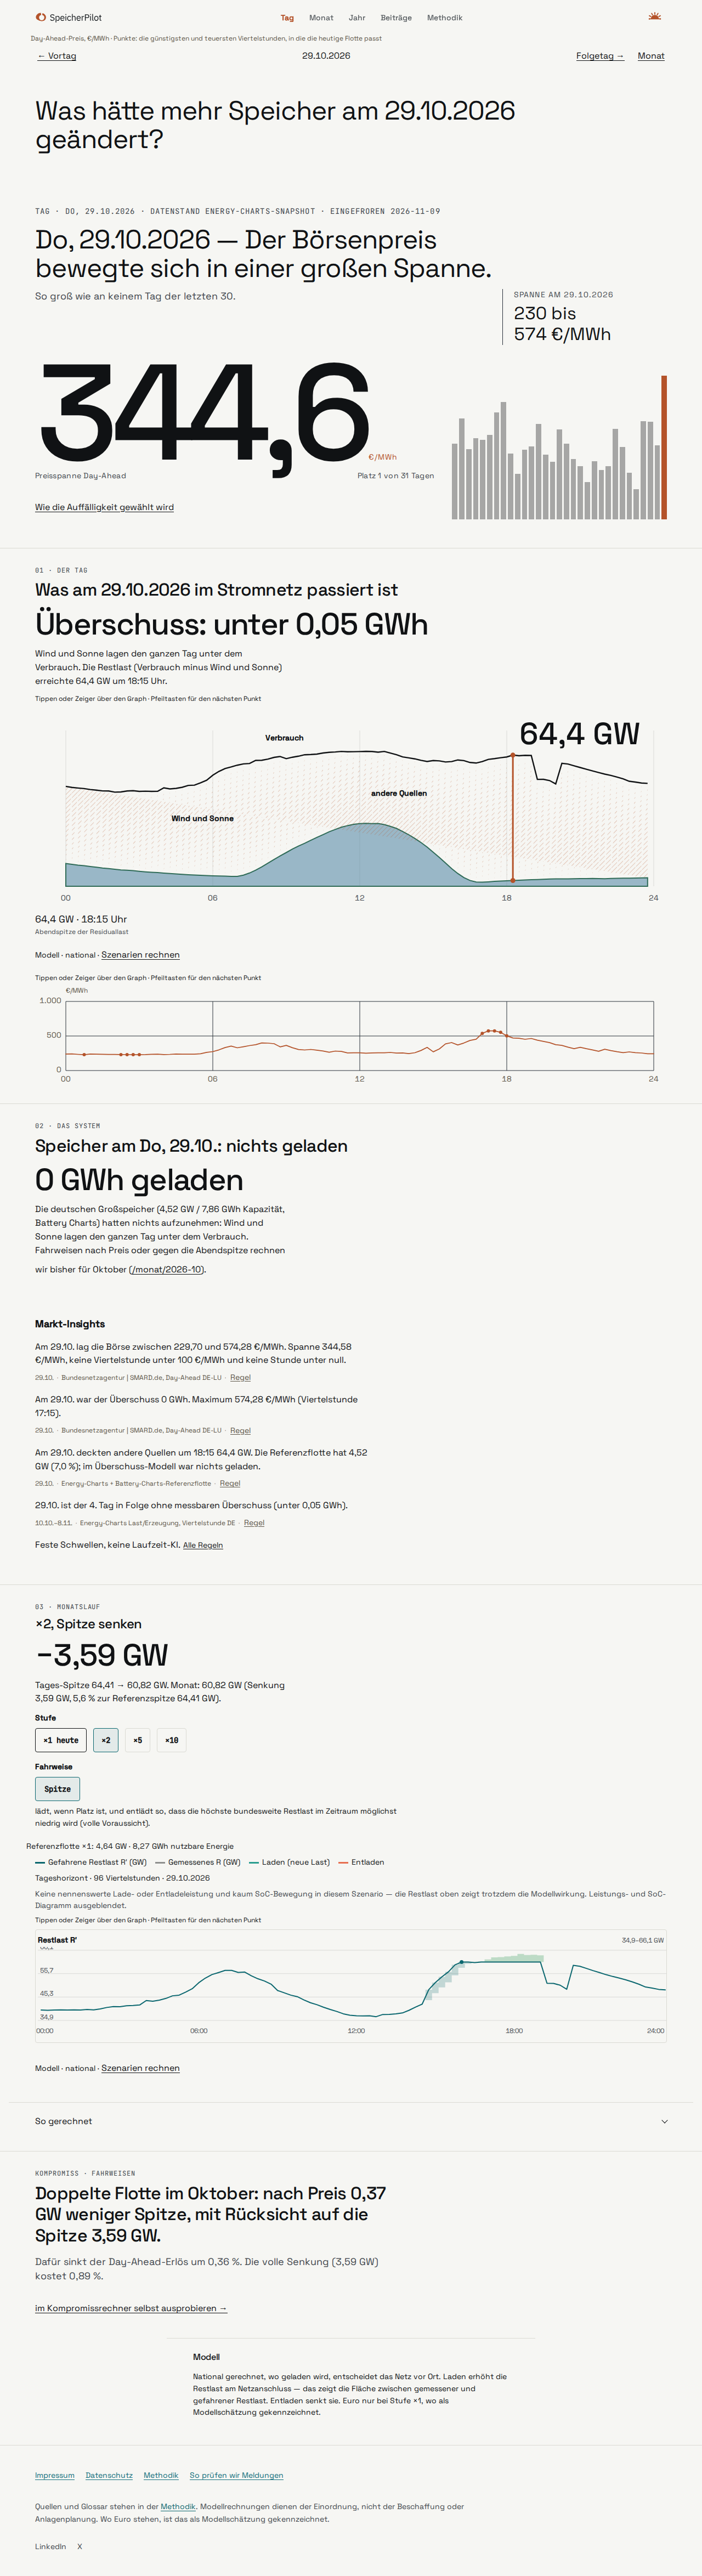 SpeicherPilot
Tag Monat Jahr Beiträge Methodik
Day-Ahead-Preis, €/MWh · Punkte: die günstigsten und teuersten Viertelstunden, in die die heutige Flotte passt
← Vortag 29.10.2026 Folgetag → Monat
Was hätte mehr Speicher am 29.10.2026
geändert?
TAG · DO, 29.10.2026 · DATENSTAND ENERGY-CHARTS-SNAPSHOT · EINGEFROREN 2026-11-09
Do, 29.10.2026 — Der Börsenpreis
bewegte sich in einer großen Spanne.
So groß wie an keinem Tag der letzten 30.
SPANNE AM 29.10.2026
230 bis
574 €/MWh
344,6
€/MWh
Preisspanne Day-Ahead Platz 1 von 31 Tagen
Wie die Auffälligkeit gewählt wird
01 · DER TAG
Was am 29.10.2026 im Stromnetz passiert ist
Überschuss: unter 0,05 GWh
Wind und Sonne lagen den ganzen Tag unter dem
Verbrauch. Die Restlast (Verbrauch minus Wind und Sonne)
erreichte 64,4 GW um 18:15 Uhr.
Tippen oder Zeiger über den Graph · Pfeiltasten für den nächsten Punkt
64,4 GW
Verbrauch
andere Quellen
Wind und Sonne
00 06 12 18 24
64,4 GW · 18:15 Uhr
Abendspitze der Residuallast
Modell · national · Szenarien rechnen
Tippen oder Zeiger über den Graph · Pfeiltasten für den nächsten Punkt
€/MWh
1.000
500
0
00 06 12 18 24
02 · DAS SYSTEM
Speicher am Do, 29.10.: nichts geladen
0 GWh geladen
Die deutschen Großspeicher (4,52 GW / 7,86 GWh Kapazität,
Battery Charts) hatten nichts aufzunehmen: Wind und
Sonne lagen den ganzen Tag unter dem Verbrauch.
Fahrweisen nach Preis oder gegen die Abendspitze rechnen
wir bisher für Oktober (/monat/2026-10).
Markt-Insights
Am 29.10. lag die Börse zwischen 229,70 und 574,28 €/MWh. Spanne 344,58
€/MWh, keine Viertelstunde unter 100 €/MWh und keine Stunde unter null.
29.10. · Bundesnetzagentur | SMARD.de, Day-Ahead DE-LU · Regel
Am 29.10. war der Überschuss 0 GWh. Maximum 574,28 €/MWh (Viertelstunde
17:15).
29.10. · Bundesnetzagentur | SMARD.de, Day-Ahead DE-LU · Regel
Am 29.10. deckten andere Quellen um 18:15 64,4 GW. Die Referenzflotte hat 4,52
GW (7,0 %); im Überschuss-Modell war nichts geladen.
29.10. · Energy-Charts + Battery-Charts-Referenzflotte · Regel
29.10. ist der 4. Tag in Folge ohne messbaren Überschuss (unter 0,05 GWh).
10.10.–8.11. · Energy-Charts Last/Erzeugung, Viertelstunde DE · Regel
Feste Schwellen, keine Laufzeit-KI. Alle Regeln
03 · MONATSLAUF
×2, Spitze senken
−3,59 GW
Tages-Spitze 64,41 → 60,82 GW. Monat: 60,82 GW (Senkung
3,59 GW, 5,6 % zur Referenzspitze 64,41 GW).
Stufe
×1 heute ×2 ×5 ×10
Fahrweise
Spitze
lädt, wenn Platz ist, und entlädt so, dass die höchste bundesweite Restlast im Zeitraum möglichst
niedrig wird (volle Voraussicht).
Referenzflotte ×1: 4,64 GW · 8,27 GWh nutzbare Energie
Gefahrene Restlast R' (GW) Gemessenes R (GW) Laden (neue Last) Entladen
Tageshorizont · 96 Viertelstunden · 29.10.2026
Keine nennenswerte Lade- oder Entladeleistung und kaum SoC-Bewegung in diesem Szenario — die Restlast oben zeigt trotzdem die Modellwirkung. Leistungs- und SoC-
Diagramm ausgeblendet.
Tippen oder Zeiger über den Graph · Pfeiltasten für den nächsten Punkt
Restlast R' 34,9–66,1 GW
55,7
45,3
34,9
00:00 06:00 12:00 18:00 24:00
Modell · national · Szenarien rechnen
So gerechnet
KOMPROMISS · FAHRWEISEN
Doppelte Flotte im Oktober: nach Preis 0,37
GW weniger Spitze, mit Rücksicht auf die
Spitze 3,59 GW.
Dafür sinkt der Day-Ahead-Erlös um 0,36 %. Die volle Senkung (3,59 GW)
kostet 0,89 %.
im Kompromissrechner selbst ausprobieren →
Modell
National gerechnet, wo geladen wird, entscheidet das Netz vor Ort. Laden erhöht die
Restlast am Netzanschluss — das zeigt die Fläche zwischen gemessener und
gefahrener Restlast. Entladen senkt sie. Euro nur bei Stufe ×1, wo als
Modellschätzung gekennzeichnet.
Impressum Datenschutz Methodik So prüfen wir Meldungen
Quellen und Glossar stehen in der Methodik. Modellrechnungen dienen der Einordnung, nicht der Beschaffung oder
Anlagenplanung. Wo Euro stehen, ist das als Modellschätzung gekennzeichnet.
LinkedIn X